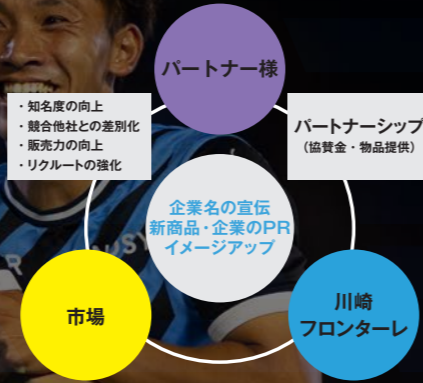 パートナー様
・知名度の向上
・競合他社との差別化
・販売力の向上
・リクルートの強化
パートナーシップ
（協賛金・物品提供）
企業名の宣伝
新商品・企業のPR
イメージアップ
市場
川崎
フロンターレ